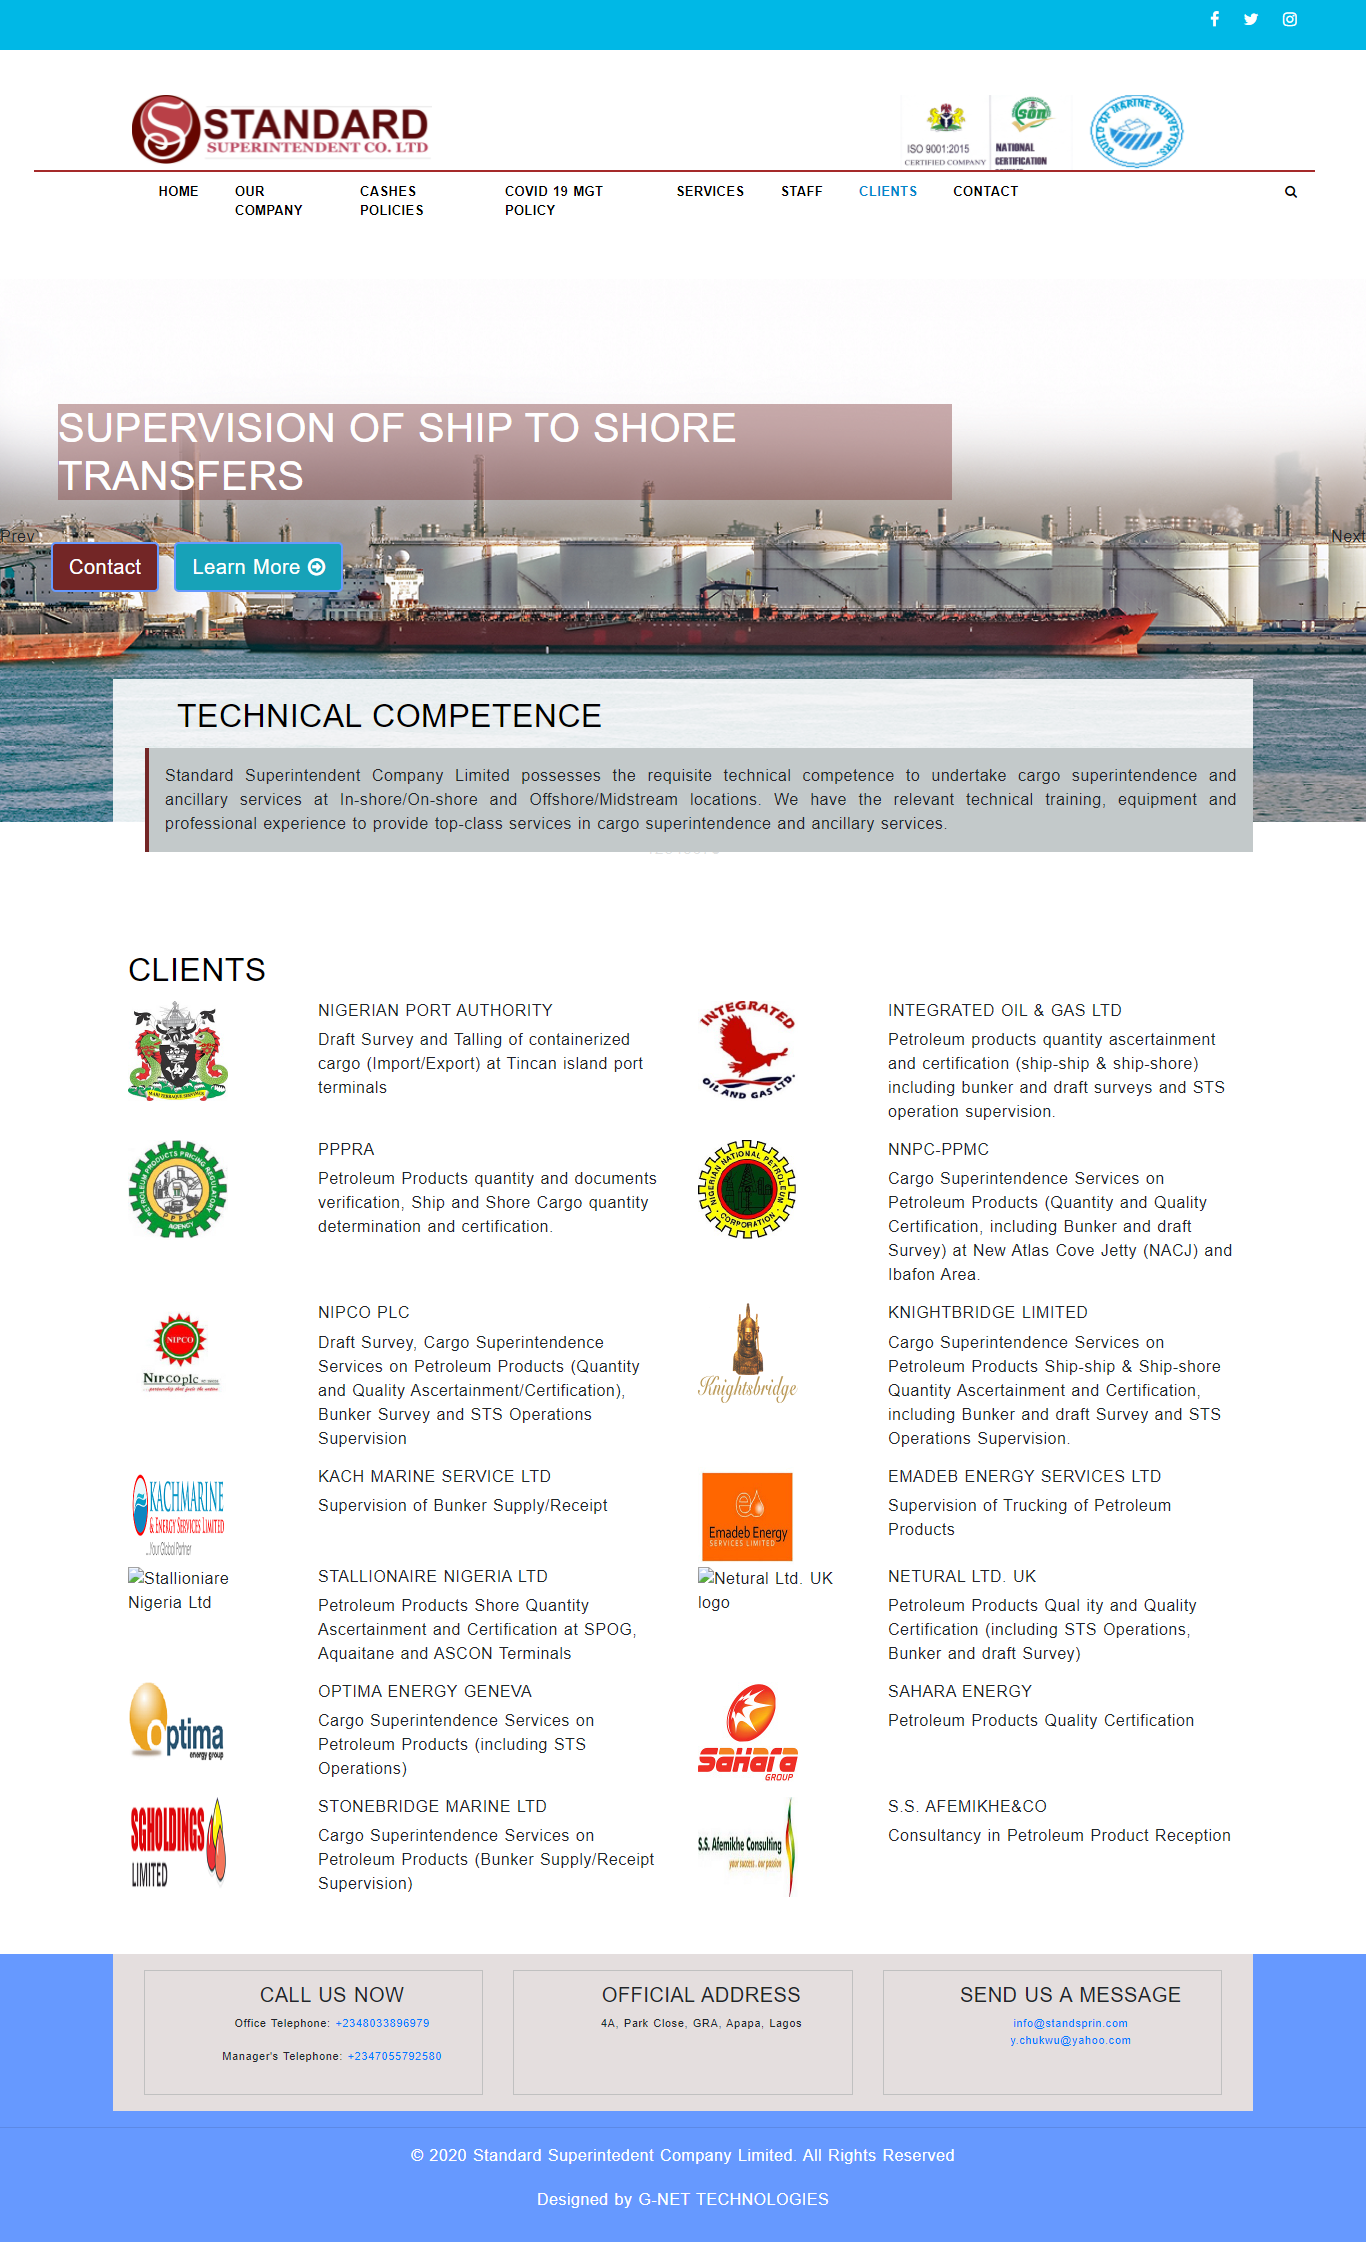 STANDARD
SUPERINTENDENT CO. LTD
ISO 9001:2015
CERTIFIED COMPANY
SON
NATIONAL
CERTIFICATION
GUILD OF MARINE SURVEYORS
HOME
OUR COMPANY
CASHES POLICIES
COVID 19 MGT POLICY
SERVICES
STAFF
CLIENTS
CONTACT
SUPERVISION OF SHIP TO SHORE
TRANSFERS
Prev
Next
Contact
Learn More
TECHNICAL COMPETENCE
Standard Superintendent Company Limited possesses the requisite technical competence to undertake cargo superintendence and
ancillary services at In-shore/On-shore and Offshore/Midstream locations. We have the relevant technical training, equipment and
professional experience to provide top-class services in cargo superintendence and ancillary services.
CLIENTS
NIGERIAN PORT AUTHORITY
Draft Survey and Talling of containerized
cargo (Import/Export) at Tincan island port
terminals
INTEGRATED
OIL AND GAS LTD.
INTEGRATED OIL & GAS LTD
Petroleum products quantity ascertainment
and certification (ship-ship & ship-shore)
including bunker and draft surveys and STS
operation supervision.
PETROLEUM PRODUCTS PRICING REGULATORY
PPPRA
AGENCY
PPPRA
Petroleum Products quantity and documents
verification, Ship and Shore Cargo quantity
determination and certification.
NIGERIAN NATIONAL PETROLEUM
CORPORATION
NNPC-PPMC
Cargo Superintendence Services on
Petroleum Products (Quantity and Quality
Certification, including Bunker and draft
Survey) at New Atlas Cove Jetty (NACJ) and
Ibafon Area.
NIPCO
NIPCO plc
NIPCO PLC
Draft Survey, Cargo Superintendence
Services on Petroleum Products (Quantity
and Quality Ascertainment/Certification),
Bunker Survey and STS Operations
Supervision
Knightsbridge
KNIGHTBRIDGE LIMITED
Cargo Superintendence Services on
Petroleum Products Ship-ship & Ship-shore
Quantity Ascertainment and Certification,
including Bunker and draft Survey and STS
Operations Supervision.
KACHMARINE
& ENERGY SERVICES LIMITED
...Your Global Partner
KACH MARINE SERVICE LTD
Supervision of Bunker Supply/Receipt
Emadeb Energy
SERVICES LIMITED
EMADEB ENERGY SERVICES LTD
Supervision of Trucking of Petroleum
Products
Stallioniare
Nigeria Ltd
STALLIONAIRE NIGERIA LTD
Petroleum Products Shore Quantity
Ascertainment and Certification at SPOG,
Aquaitane and ASCON Terminals
Netural Ltd. UK
logo
NETURAL LTD. UK
Petroleum Products Qual ity and Quality
Certification (including STS Operations,
Bunker and draft Survey)
Optima
energy group
OPTIMA ENERGY GENEVA
Cargo Superintendence Services on
Petroleum Products (including STS
Operations)
sahara
GROUP
SAHARA ENERGY
Petroleum Products Quality Certification
SGHOLDINGS
LIMITED
STONEBRIDGE MARINE LTD
Cargo Superintendence Services on
Petroleum Products (Bunker Supply/Receipt
Supervision)
S.S. Afemikhe Consulting
your success...our passion
S.S. AFEMIKHE&CO
Consultancy in Petroleum Product Reception
CALL US NOW
Office Telephone: +2348033896979
Manager's Telephone: +2347055792580
OFFICIAL ADDRESS
4A, Park Close, GRA, Apapa, Lagos
SEND US A MESSAGE
info@standsprin.com
y.chukwu@yahoo.com
© 2020 Standard Superintedent Company Limited. All Rights Reserved
Designed by G-NET TECHNOLOGIES